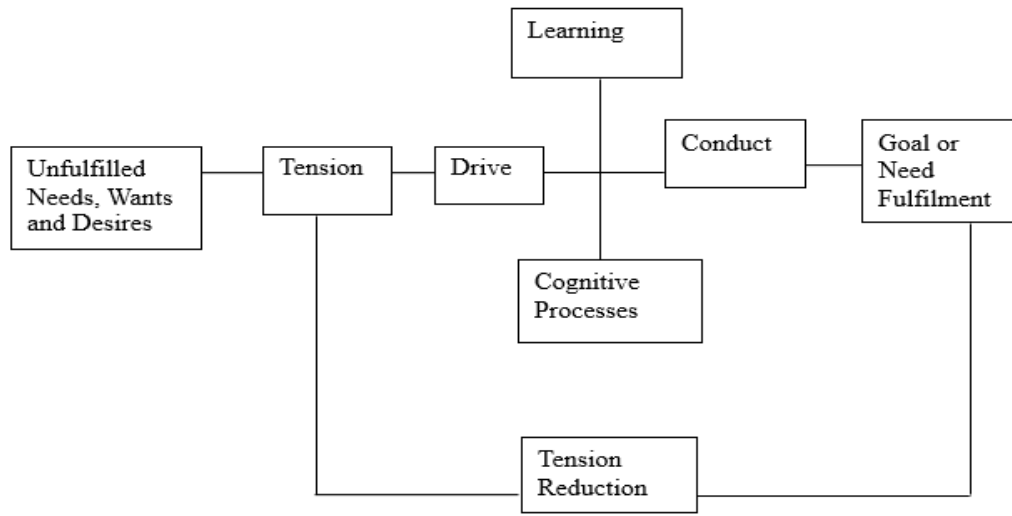 Learning
Unfulfilled
Needs, Wants
and Desires
Tension
Drive
Conduct
Goal or
Need
Fulfilment
Cognitive
Processes
Tension
Reduction